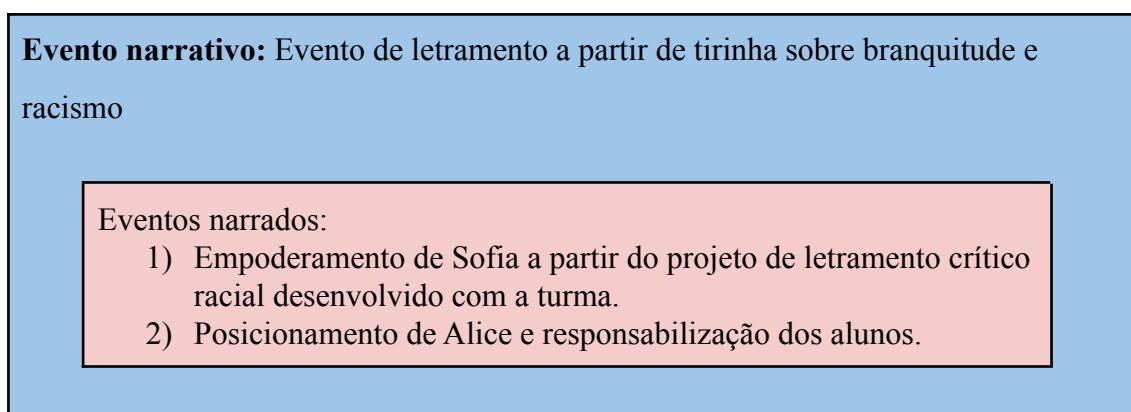 Evento narrativo: Evento de letramento a partir de tirinha sobre branquitude e
racismo
Eventos narrados:
1) Empoderamento de Sofia a partir do projeto de letramento crítico
racial desenvolvido com a turma.
2) Posicionamento de Alice e responsabilização dos alunos.